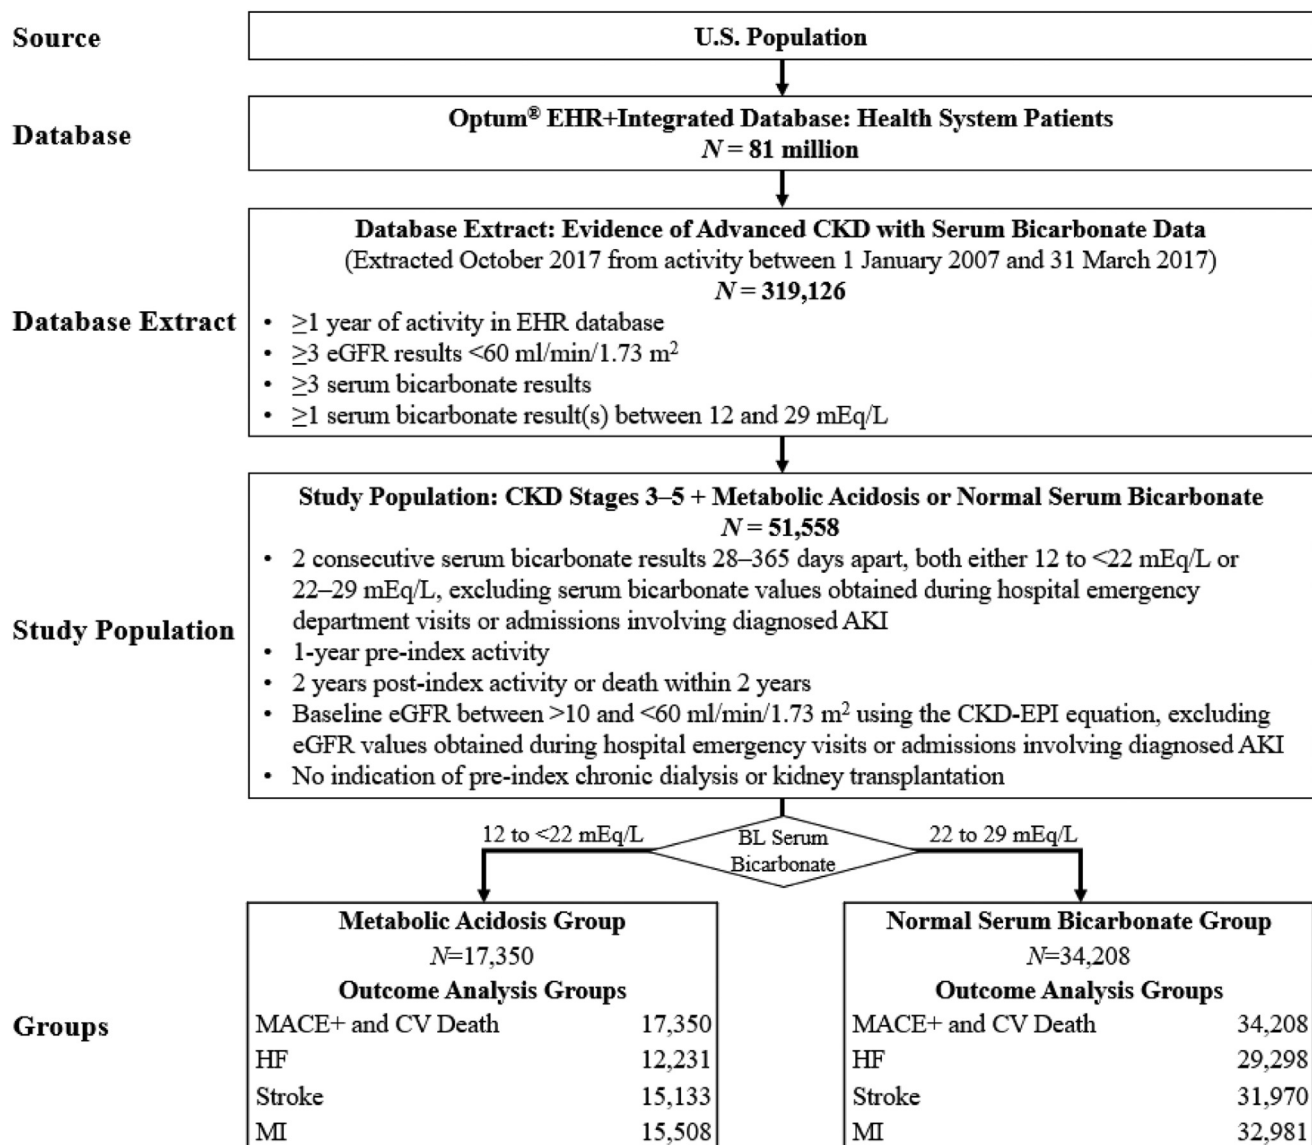 Source
U.S. Population
Database
Optum® EHR+Integrated Database: Health System Patients
N = 81 million
Database Extract
Database Extract: Evidence of Advanced CKD with Serum Bicarbonate Data
(Extracted October 2017 from activity between 1 January 2007 and 31 March 2017)
N = 319,126
• ≥1 year of activity in EHR database
• ≥3 eGFR results <60 ml/min/1.73 m²
• ≥3 serum bicarbonate results
• ≥1 serum bicarbonate result(s) between 12 and 29 mEq/L
Study Population
Study Population: CKD Stages 3–5 + Metabolic Acidosis or Normal Serum Bicarbonate
N = 51,558
• 2 consecutive serum bicarbonate results 28–365 days apart, both either 12 to <22 mEq/L or
22–29 mEq/L, excluding serum bicarbonate values obtained during hospital emergency
department visits or admissions involving diagnosed AKI
• 1-year pre-index activity
• 2 years post-index activity or death within 2 years
• Baseline eGFR between >10 and <60 ml/min/1.73 m² using the CKD-EPI equation, excluding
eGFR values obtained during hospital emergency visits or admissions involving diagnosed AKI
• No indication of pre-index chronic dialysis or kidney transplantation
12 to <22 mEq/L
BL Serum
Bicarbonate
22 to 29 mEq/L
Groups
Metabolic Acidosis Group
N=17,350
Outcome Analysis Groups
MACE+ and CV Death 17,350
HF 12,231
Stroke 15,133
MI 15,508
Normal Serum Bicarbonate Group
N=34,208
Outcome Analysis Groups
MACE+ and CV Death 34,208
HF 29,298
Stroke 31,970
MI 32,981